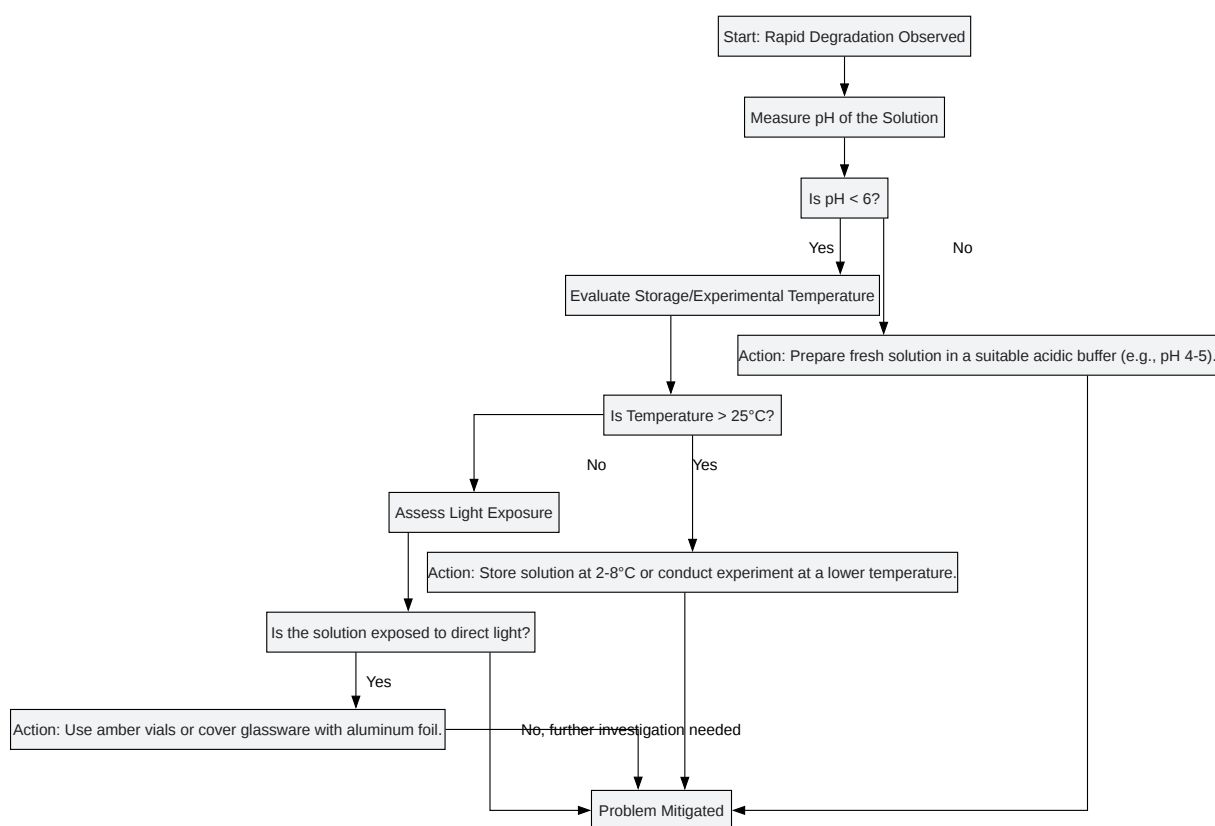 Start: Rapid Degradation Observed
Measure pH of the Solution
Is pH < 6?
Yes
No
Evaluate Storage/Experimental Temperature
Action: Prepare fresh solution in a suitable acidic buffer (e.g., pH 4-5).
Is Temperature > 25°C?
No
Yes
Assess Light Exposure
Action: Store solution at 2-8°C or conduct experiment at a lower temperature.
Is the solution exposed to direct light?
Yes
Action: Use amber vials or cover glassware with aluminum foil.
No, further investigation needed
Problem Mitigated